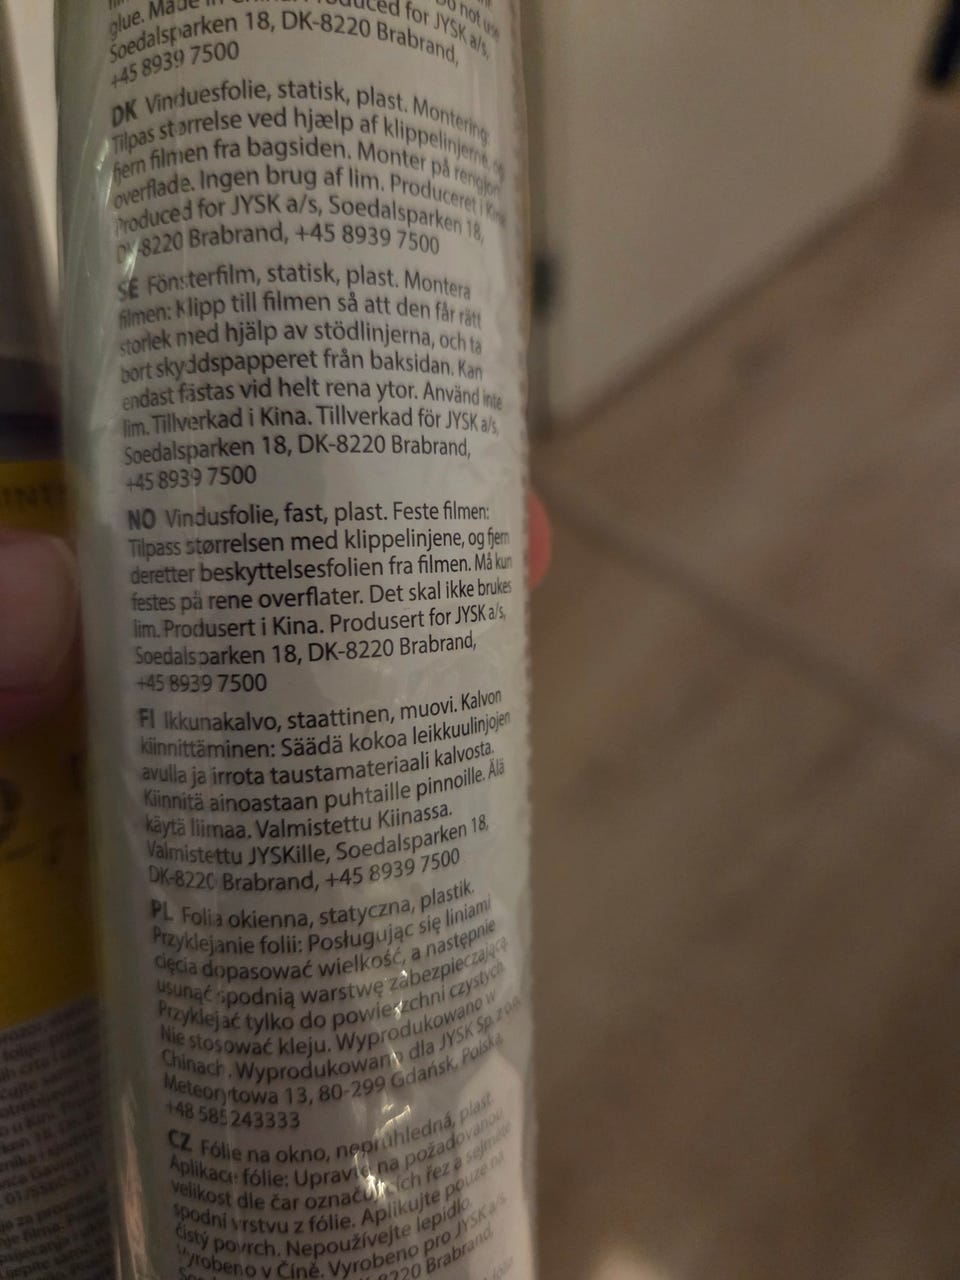 glue. Made in China. Produced for JYSK a/s,
Soedalsparken 18, DK-8220 Brabrand,
+45 8939 7500
DK Vinduesfolie, statisk, plast. Montering:
Tilpas størrelse ved hjælp af klippelinjerne, og
fjern filmen fra bagsiden. Monter på rengjort
overflade. Ingen brug af lim. Produceret i Kina
Produced for JYSK a/s, Soedalsparken 18,
DK-8220 Brabrand, +45 8939 7500
SE Fönsterfilm, statisk, plast. Montera
filmen: Klipp till filmen så att den får rätt
storlek med hjälp av stödlinjerna, och ta
bort skyddspapperet från baksidan. Kan
endast fästas vid helt rena ytor. Använd inte
lim. Tillverkad i Kina. Tillverkad för JYSK a/s,
Soedalsparken 18, DK-8220 Brabrand,
+45 8939 7500
NO Vindusfolie, fast, plast. Feste filmen:
Tilpass størrelsen med klippelinjene, og fjern
deretter beskyttelsesfolien fra filmen. Må kun
festes på rene overflater. Det skal ikke brukes
lim. Produsert i Kina. Produsert for JYSK a/s,
Soedalsparken 18, DK-8220 Brabrand,
+45 8939 7500
FI Ikkunakalvo, staattinen, muovi. Kalvon
kiinnittäminen: Säädä kokoa leikkuulinjojen
avulla ja irrota taustamateriaali kalvosta.
Kiinnitä ainoastaan puhtaille pinnoille. Älä
käytä liimaa. Valmistettu Kiinassa.
Valmistettu JYSKille, Soedalsparken 18,
DK-8220 Brabrand, +45 8939 7500
PL Folia okienna, statyczna, plastik.
Przyklejanie folii: Posługując się liniami
cięcia dopasować wielkość, a następnie
usunąć spodnią warstwę zabezpieczającą
Przyklejać tylko do powierzchni czystych.
Nie stosować kleju. Wyprodukowano w
Chinach. Wyprodukowano dla JYSK Sp. z o.o.
Meteorytowa 13, 80-299 Gdańsk, Polska,
+48 585243333
CZ Fólie na okno, neprůhledná, plast.
Aplikace fólie: Upravte na požadovanou
velikost dle čar označujících řez a sejměte
spodní vrstvu z fólie. Aplikujte pouze na
čistý povrch. Nepoužívejte lepidlo.
Vyrobeno v Číně. Vyrobeno pro JYSK a/s,
8220 Brabrand,